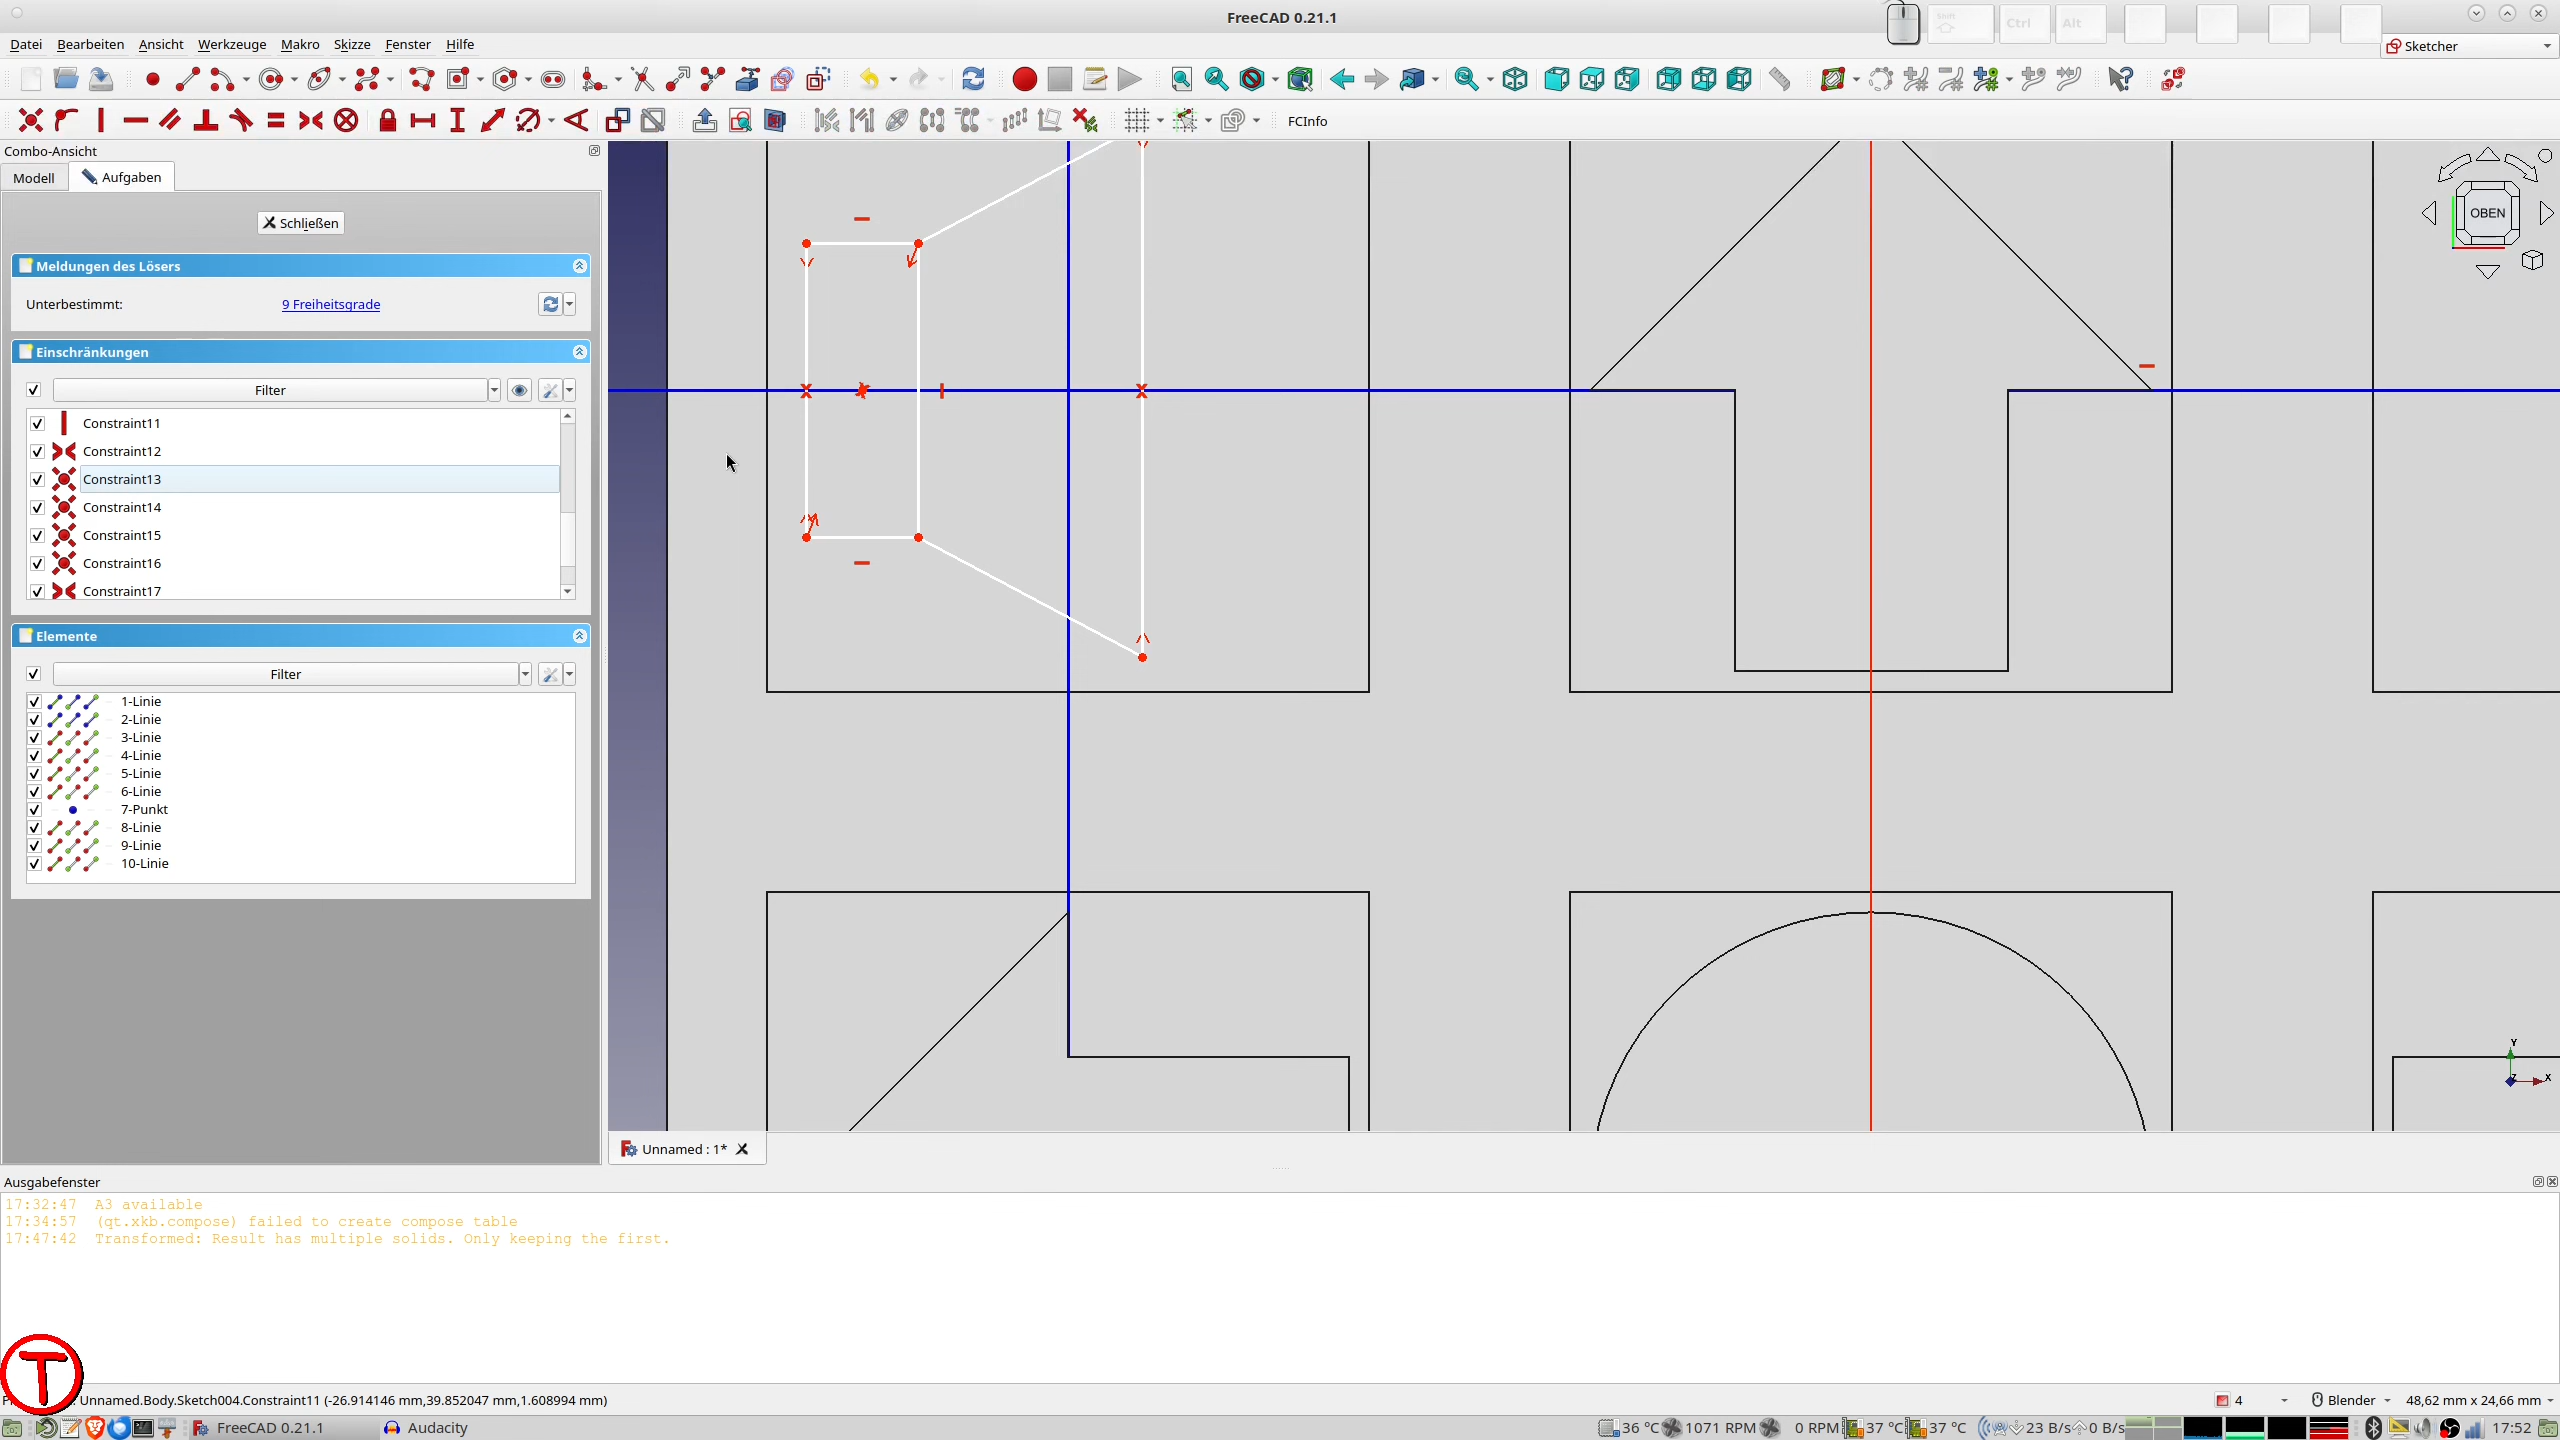 FreeCAD 0.21.1
Shift
Ctrl
Alt
Datei Bearbeiten Ansicht Werkzeuge Makro Skizze Fenster Hilfe
Sketcher
FCInfo
Combo-Ansicht
Modell
Aufgaben
Schließen
Meldungen des Lösers
Unterbestimmt: 9 Freiheitsgrade
Einschränkungen
Filter
Constraint11
Constraint12
Constraint13
Constraint14
Constraint15
Constraint16
Constraint17
Elemente
Filter
1-Linie
2-Linie
3-Linie
4-Linie
5-Linie
6-Linie
7-Punkt
8-Linie
9-Linie
10-Linie
OBEN
Y
Z
X
Unnamed : 1*
Ausgabefenster
17:32:47 A3 available
17:34:57 (qt.xkb.compose) failed to create compose table
17:47:42 Transformed: Result has multiple solids. Only keeping the first.
T
Unnamed.Body.Sketch004.Constraint11 (-26.914146 mm,39.852047 mm,1.608994 mm)
4
Blender
48,62 mm x 24,66 mm
FreeCAD 0.21.1
Audacity
36 °C 1071 RPM 0 RPM 37 °C 37 °C 23 B/s 0 B/s 17:52